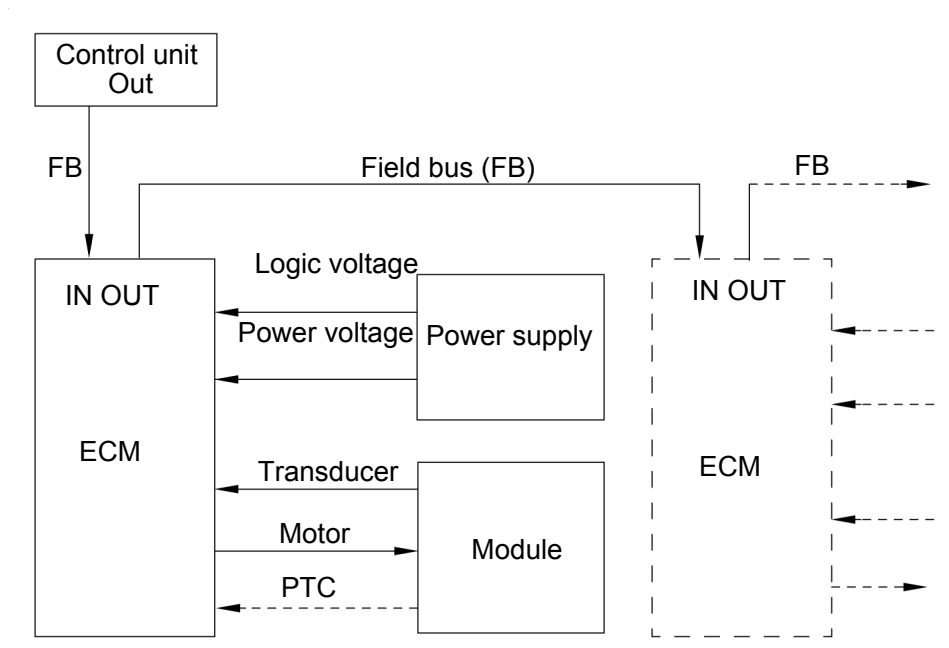 Control unit
Out
FB
Field bus (FB)
FB
Logic voltage
IN OUT
IN OUT
Power voltage
Power supply
ECM
ECM
Transducer
Motor
Module
PTC